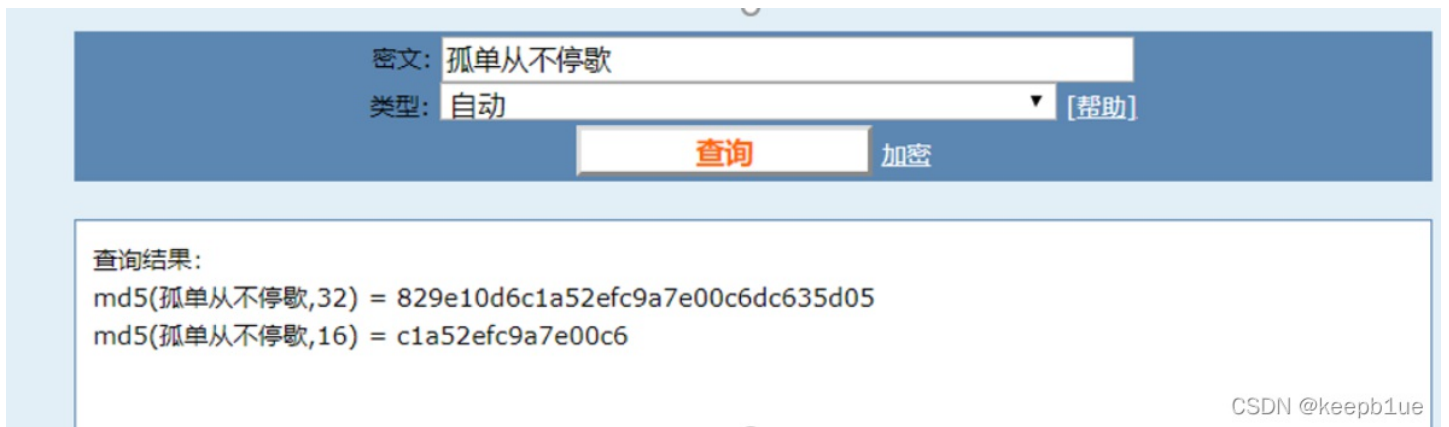 密文: 孤单从不停歇
类型: 自动 ▼ [帮助]
查询 加密
查询结果:
md5(孤单从不停歇,32) = 829e10d6c1a52efc9a7e00c6dc635d05
md5(孤单从不停歇,16) = c1a52efc9a7e00c6
CSDN @keepb1ue